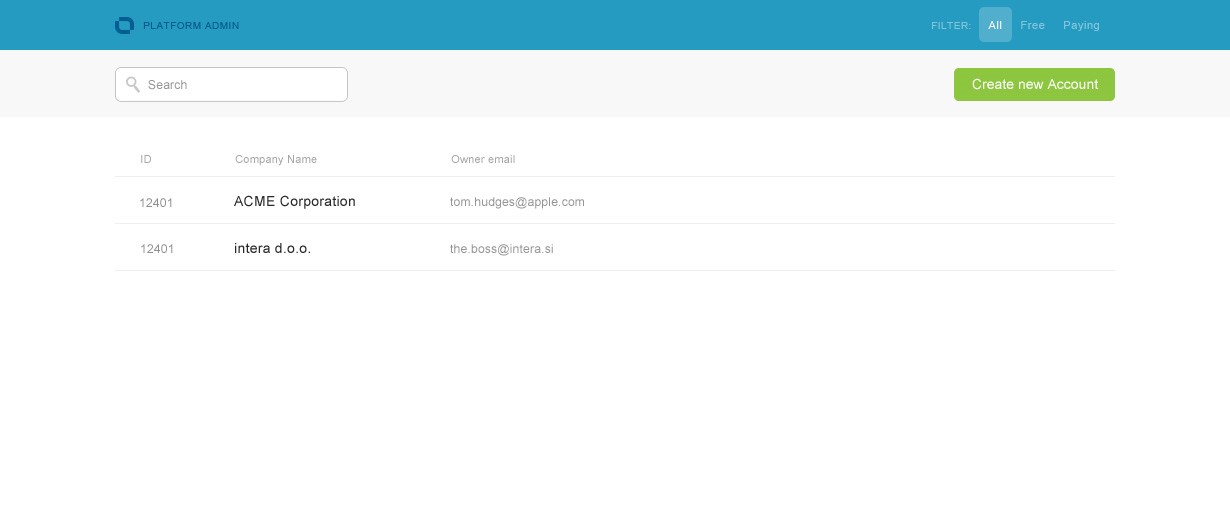 PLATFORM ADMIN FILTER: All Free Paying
Search Create new Account
ID Company Name Owner email
12401 ACME Corporation tom.hudges@apple.com
12401 intera d.o.o. the.boss@intera.si